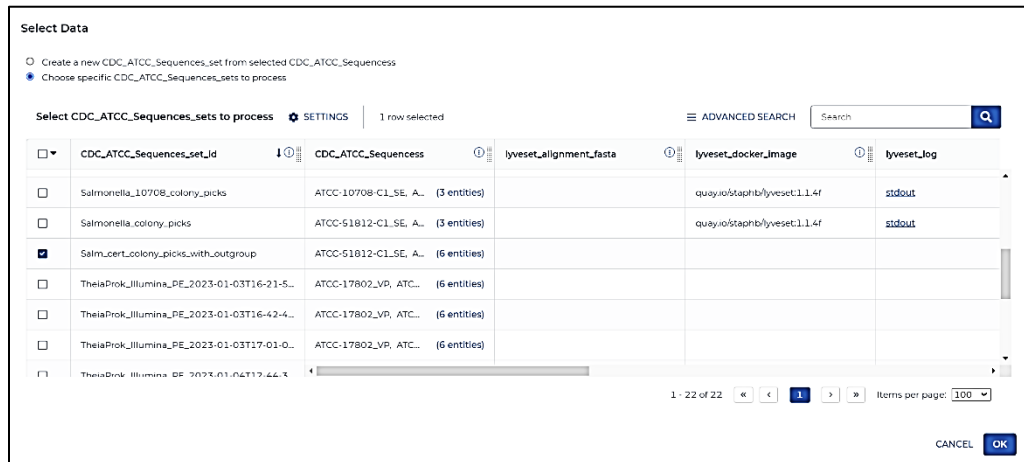 Select Data
Create a new CDC_ATCC_Sequences_set from selected CDC_ATCC_Sequencess
Choose specific CDC_ATCC_Sequences_sets to process
Select CDC_ATCC_Sequences_sets to process SETTINGS 1 row selected ADVANCED SEARCH Search
CDC_ATCC_Sequences_set_id CDC_ATCC_Sequencess lyveset_alignment_fasta lyveset_docker_image lyveset_log
Salmonella_10708_colony_picks ATCC-10708-C1_SE, A... (3 entities) quay.io/staphb/lyveset:1.1.4f stdout
Salmonella_colony_picks ATCC-51812-C1_SE, A... (3 entities) quay.io/staphb/lyveset:1.1.4f stdout
Salm_cert_colony_picks_with_outgroup ATCC-51812-C1_SE, A... (6 entities)
TheiaProk_Illumina_PE_2023-01-03T16-21-5... ATCC-17802_VP, ATC... (6 entities)
TheiaProk_Illumina_PE_2023-01-03T16-42-4... ATCC-17802_VP, ATC... (6 entities)
TheiaProk_Illumina_PE_2023-01-03T17-01-0... ATCC-17802_VP, ATC... (6 entities)
TheiaProk_Illumina_PE_2023-01-04T12-44-3
1 - 22 of 22 « ‹ 1 › » Items per page: 100
CANCEL OK